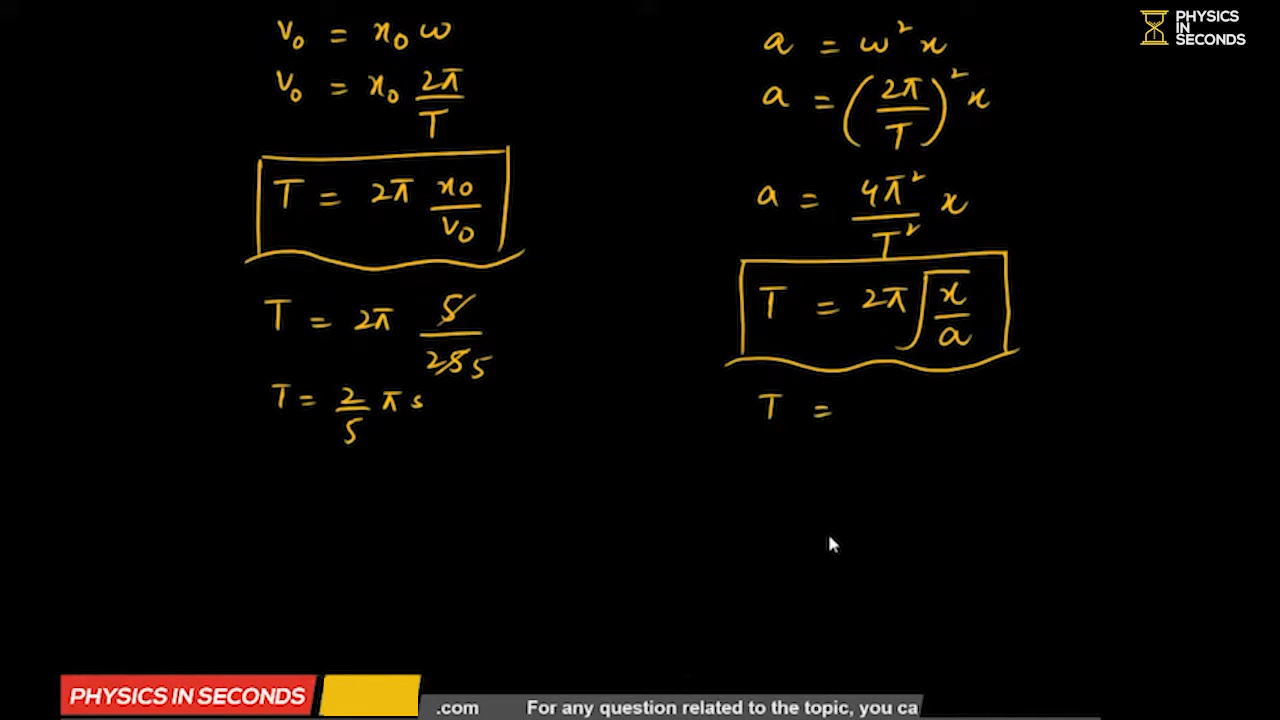 PHYSICS
IN
SECONDS
v₀ = x₀ ω
v₀ = x₀ 2π/T
T = 2π x₀/v₀
T = 2π 5/25 5
T = 2/5 π s
a = ω² x
a = (2π/T)² x
a = 4π²/T² x
T = 2π √(x/a)
T =
PHYSICS IN SECONDS
.com For any question related to the topic, you ca